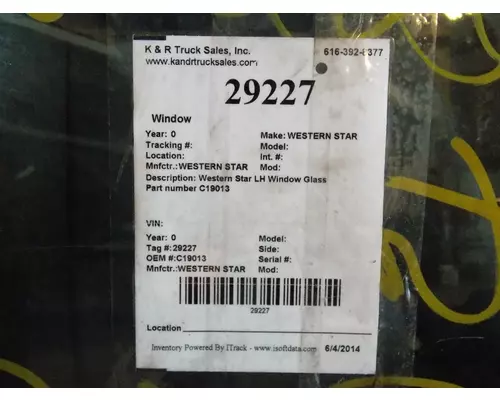 K & R Truck Sales, Inc. 616-392-8377
www.kandrtrucksales.com
29227
Window
Year: 0 Make: WESTERN STAR
Tracking #: Model:
Location: Int. #:
Mnfctr.:WESTERN STAR Mod:
Description: Western Star LH Window Glass
Part number C19013
VIN:
Year: 0 Model:
Tag #:29227 Side:
OEM #:C19013 Serial #:
Mnfctr.:WESTERN STAR Mod:
29227
Location
Inventory Powered By ITrack - www.isoftdata.com 6/4/2014